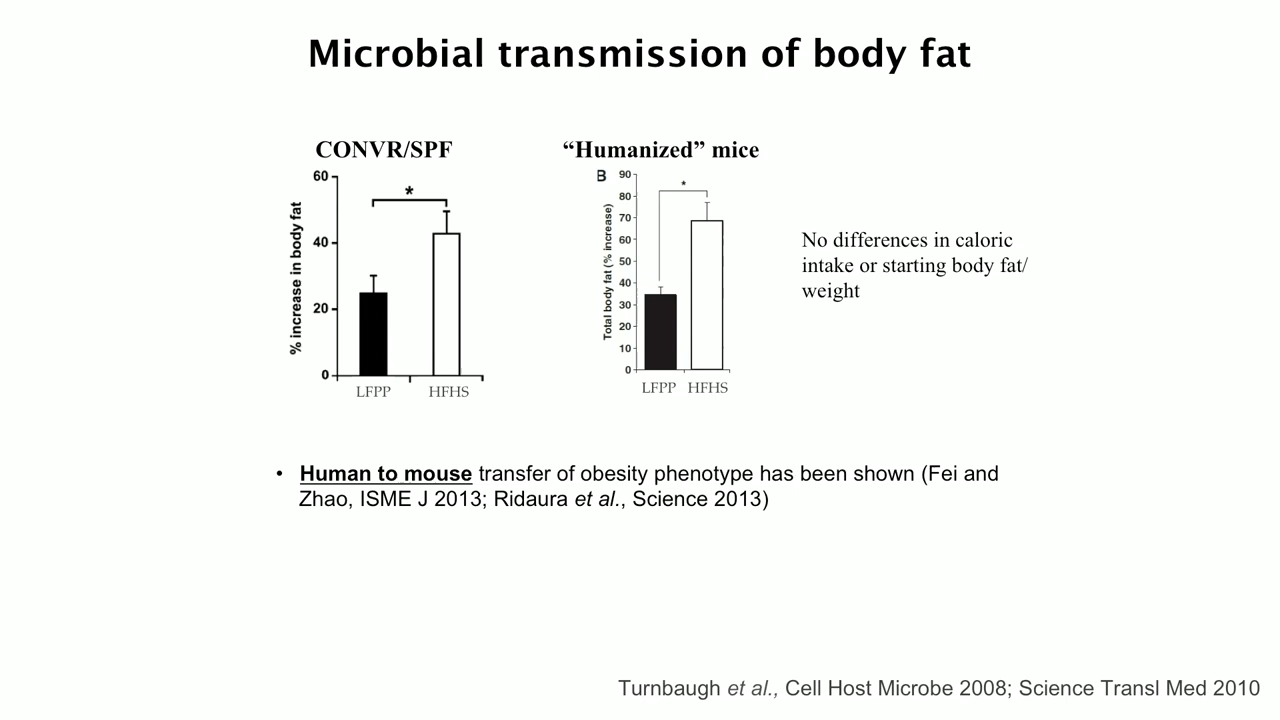 Microbial transmission of body fat
CONVR/SPF
60
40
20
0
% increase in body fat
*
LFPP
HFHS
“Humanized” mice
B
90
80
70
60
50
40
30
20
10
0
Total body fat (% increase)
*
LFPP
HFHS
No differences in caloric
intake or starting body fat/
weight
• Human to mouse transfer of obesity phenotype has been shown (Fei and
Zhao, ISME J 2013; Ridaura et al., Science 2013)
Turnbaugh et al., Cell Host Microbe 2008; Science Transl Med 2010